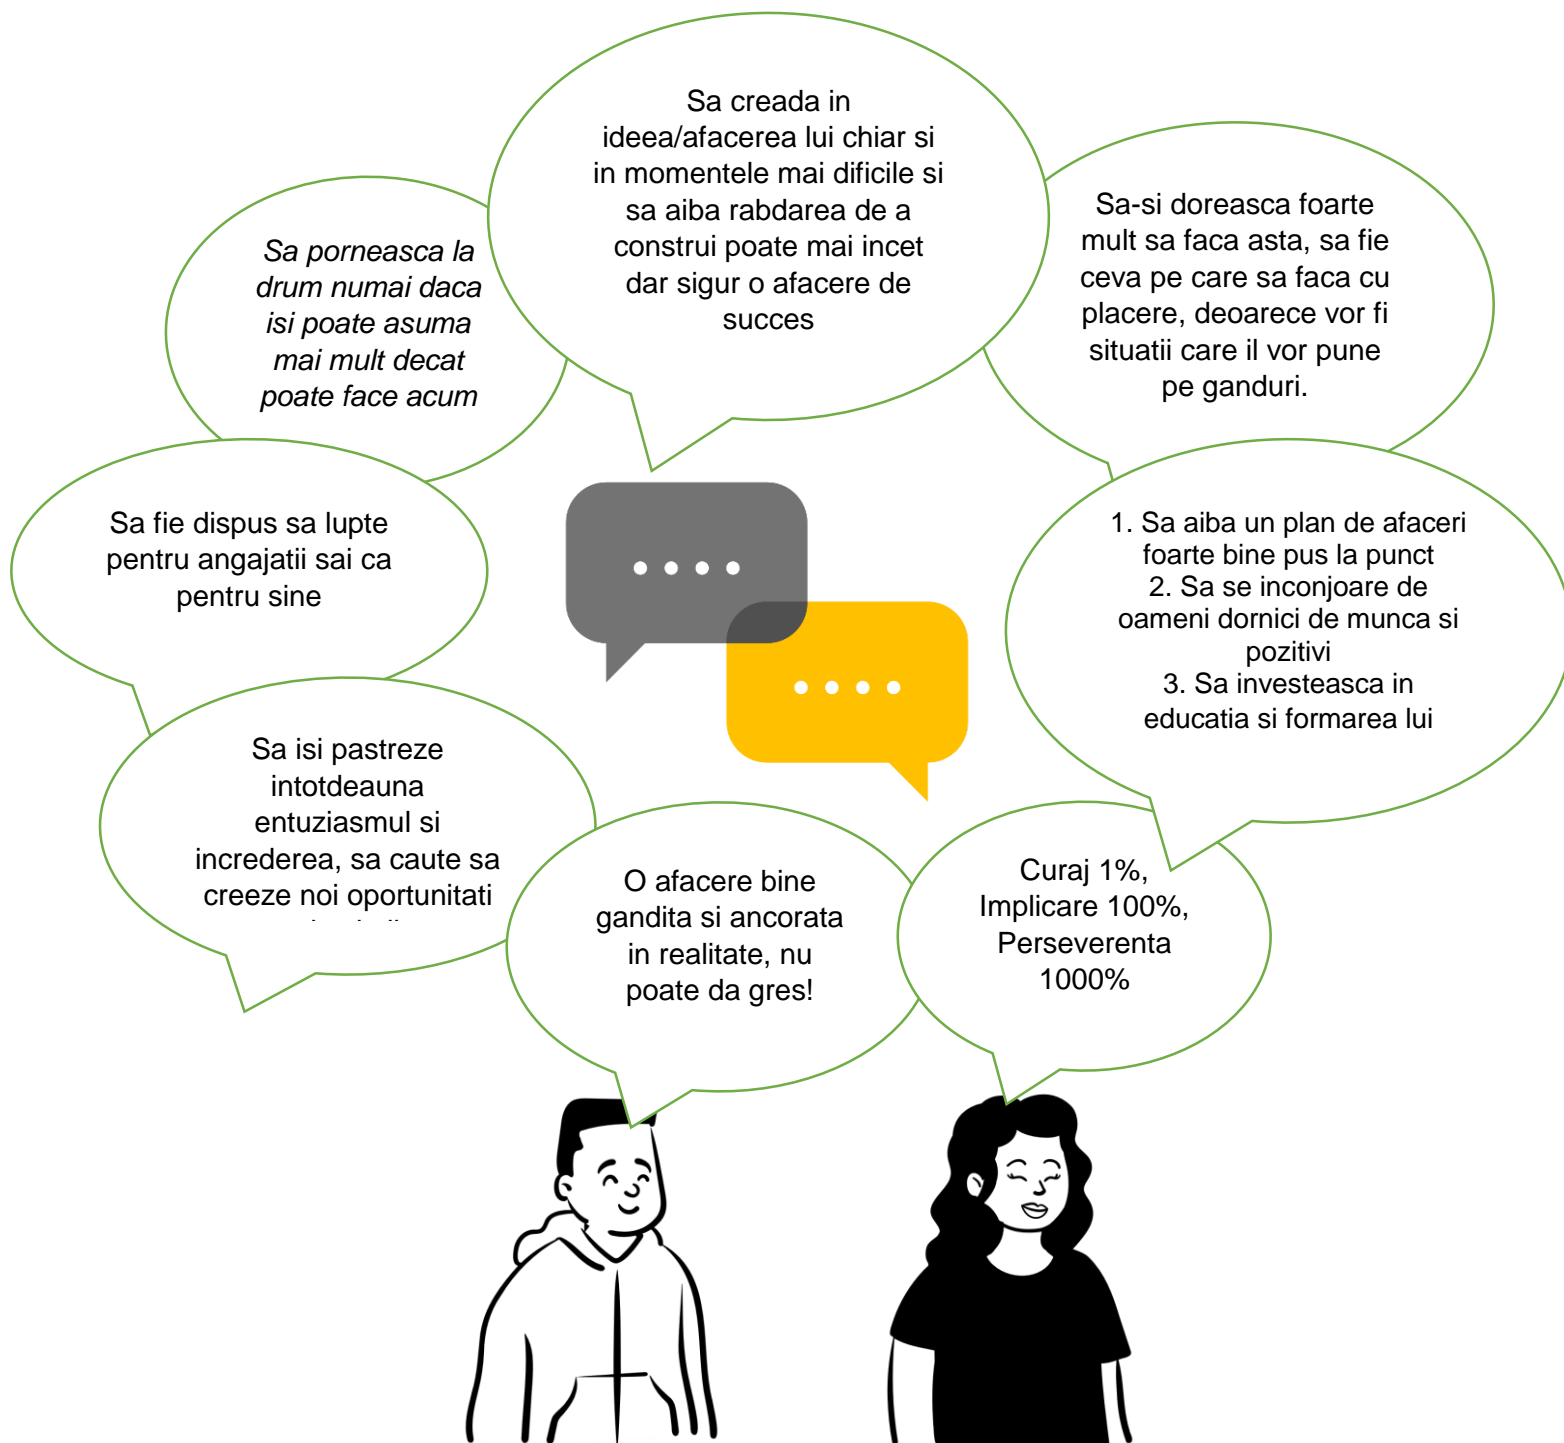 Sa creada in
ideea/afacerea lui chiar si
in momentele mai dificile si
sa aiba rabdarea de a
construi poate mai incet
dar sigur o afacere de
succes
Sa porneasca la
drum numai daca
isi poate asuma
mai mult decat
poate face acum
Sa-si doreasca foarte
mult sa faca asta, sa fie
ceva pe care sa faca cu
placere, deoarece vor fi
situatii care il vor pune
pe ganduri.
Sa fie dispus sa lupte
pentru angajatii sai ca
pentru sine
1. Sa aiba un plan de afaceri
foarte bine pus la punct
2. Sa se inconjoare de
oameni dornici de munca si
pozitivi
3. Sa investeasca in
educatia si formarea lui
Sa isi pastreze
intotdeauna
entuziasmul si
increderea, sa caute sa
creeze noi oportunitati
O afacere bine
gandita si ancorata
in realitate, nu
poate da gres!
Curaj 1%,
Implicare 100%,
Perseverenta
1000%